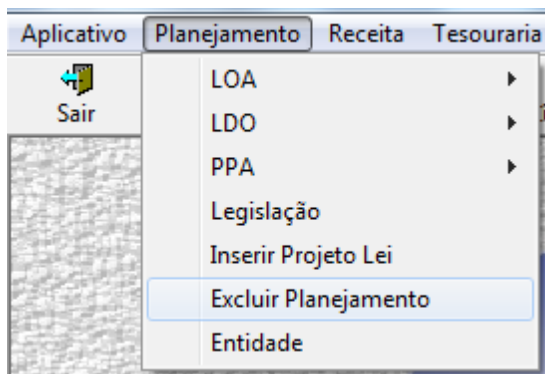 Aplicativo Planejamento Receita Tesouraria
Sair
LOA
LDO
PPA
Legislação
Inserir Projeto Lei
Excluir Planejamento
Entidade